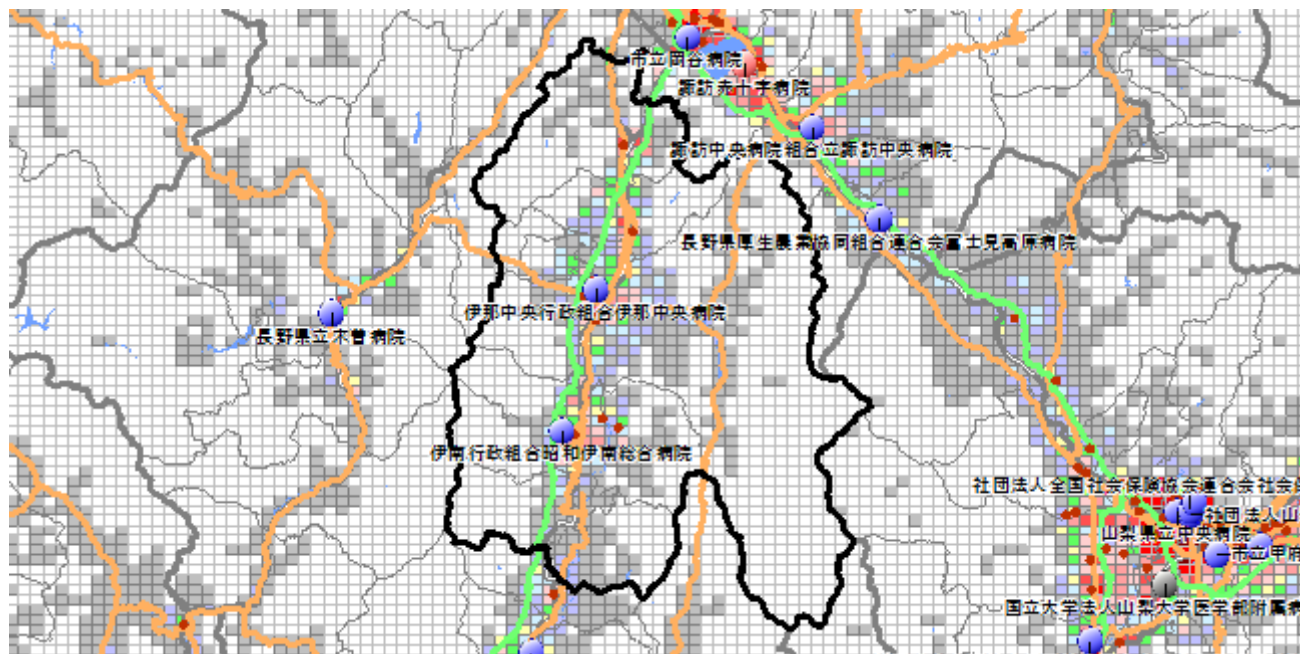 市立岡谷病院
諏訪赤十字病院
諏訪中央病院組合立諏訪中央病院
長野県厚生農業協同組合連合会富士見高原病院
伊那中央行政組合伊那中央病院
長野県立木曽病院
伊南行政組合昭和伊南総合病院
社団法人全国社会保険協会連合会社会保
社団法人山
山梨県立中央病院
市立甲府
国立大学法人山梨大学医学部附属病